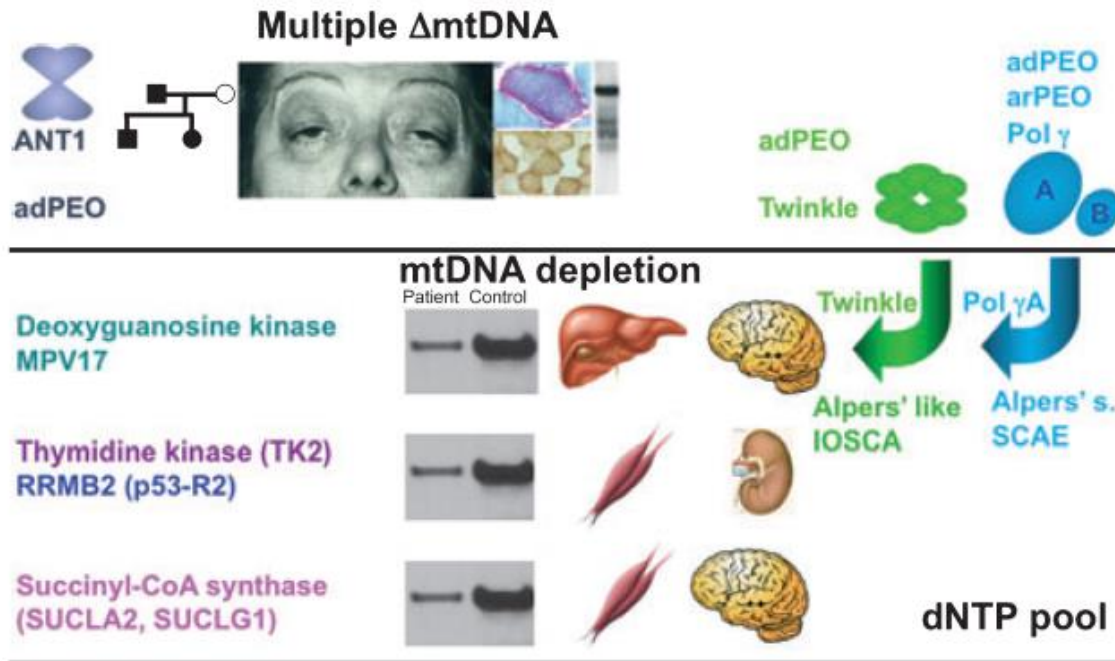 Multiple ΔmtDNA
ANT1
adPEO
adPEO
Twinkle
adPEO
arPEO
Pol γ
A
B
mtDNA depletion
Patient Control
Deoxyguanosine kinase
MPV17
Twinkle
Pol γA
Alpers' like
IOSCA
Alpers' s.
SCAE
Thymidine kinase (TK2)
RRMB2 (p53-R2)
Succinyl-CoA synthase
(SUCLA2, SUCLG1)
dNTP pool